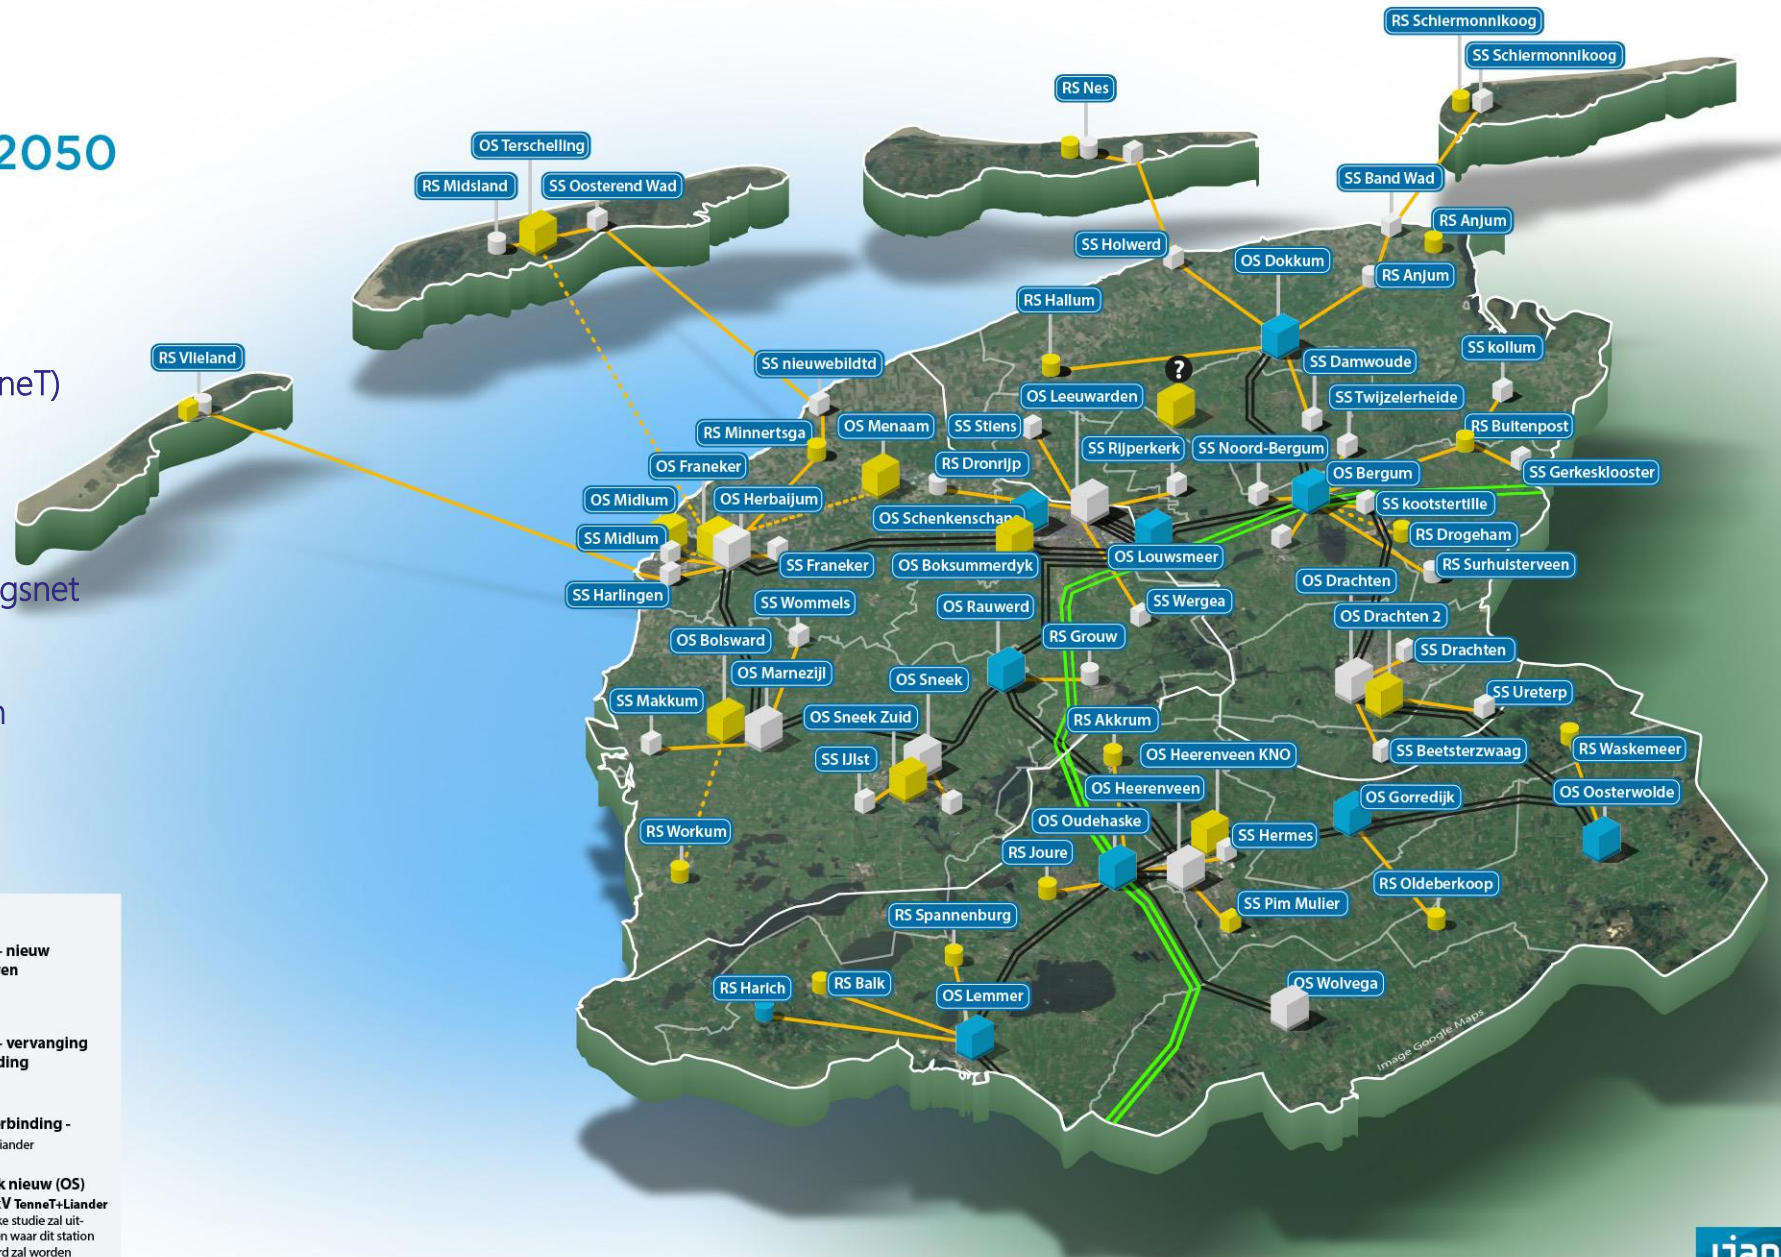 RS Schiermonnikoog
SS Schiermonnikoog
RS Nes
2050
OS Terschelling
RS Midsland
SS Oosterend Wad
SS Band Wad
RS Anjum
SS Holwerd
OS Dokkum
RS Anjum
RS Hallum
RS Vlieland
SS nieuwebildtd
SS kollum
SS Damwoude
?
neT)
OS Leeuwarden
SS Twijzelerheide
RS Minnertsga
OS Menaam
SS Stiens
RS Buitenpost
SS Rijperkerk
SS Noord-Bergum
OS Franeker
RS Dronrijp
OS Bergum
SS Gerkesklooster
OS Midlum
OS Herbaijum
SS kootstertille
OS Schenkenschan
SS Midlum
RS Drogeham
OS Louwsmeer
SS Franeker
OS Boksummerdyk
RS Surhuisterveen
gsnet
SS Harlingen
OS Drachten
SS Wommels
OS Rauwerd
SS Wergea
OS Drachten 2
OS Bolsward
RS Grouw
SS Drachten
OS Marnezijl
OS Sneek
SS Ureterp
SS Makkum
n
OS Sneek Zuid
RS Akkrum
SS Beetsterzwaag
RS Waskemeer
SS IJlst
OS Heerenveen KNO
OS Heerenveen
OS Gorredijk
OS Oosterwolde
RS Workum
OS Oudehaske
SS Hermes
RS Joure
RS Oldeberkoop
SS Pim Mulier
RS Spannenburg
- nieuw
en
RS Harich
RS Balk
OS Lemmer
OS Wolvega
Image Google Maps
- vervanging
ding
rbinding -
iander
k nieuw (OS)
V TenneT+Liander
ke studie zal uit-
n waar dit station
rd zal worden